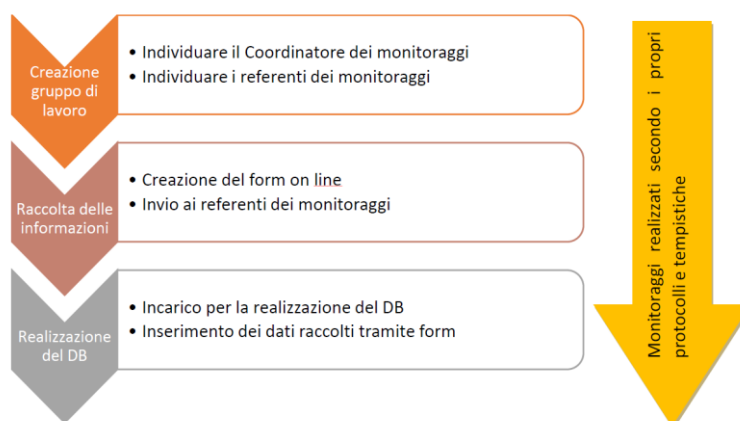 Creazione
gruppo di
lavoro
• Individuare il Coordinatore dei monitoraggi
• Individuare i referenti dei monitoraggi
Raccolta delle
informazioni
• Creazione del form on line
• Invio ai referenti dei monitoraggi
Realizzazione
del DB
• Incarico per la realizzazione del DB
• Inserimento dei dati raccolti tramite form
Monitoraggi realizzati secondo i propri
protocolli e tempistiche